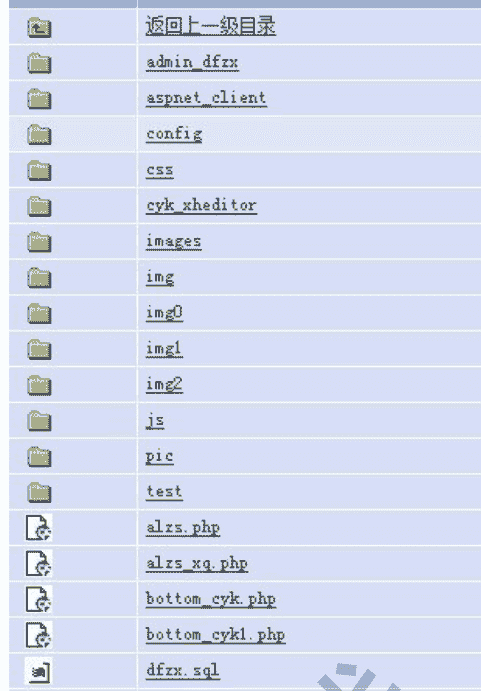 返回上一级目录
admin_dfzx
aspnet_client
config
css
cyk_xheditor
images
img
img0
img1
img2
js
pic
test
alzs.php
alzs_xq.php
bottom_cyk.php
bottom_cyk1.php
dfzx.sql